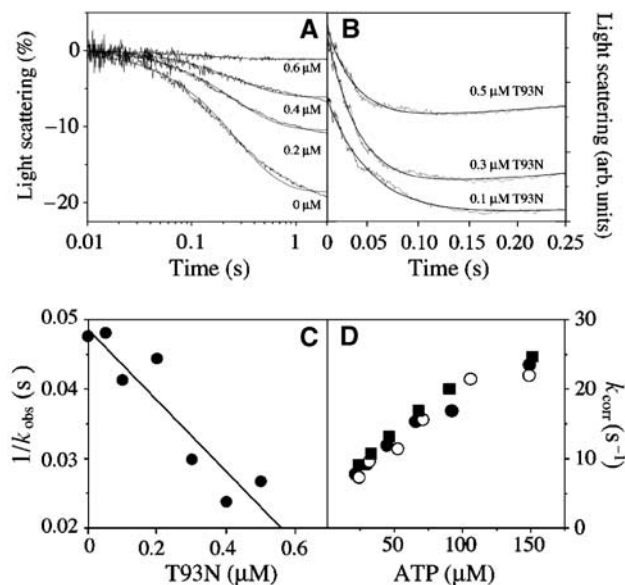 A
B
Light scattering (%)
0
−10
−20
0.6 μM
0.4 μM
0.2 μM
0 μM
0.01
0.1
1
Time (s)
0.5 μM T93N
0.3 μM T93N
0.1 μM T93N
0.05
0.10
0.15
0.20
0.25
Time (s)
Light scattering (arb. units)
C
D
1/k obs (s)
0.05
0.04
0.03
0.02
0
0.2
0.4
0.6
T93N (μM)
50
100
150
ATP (μM)
30
20
10
0
kcorr (s−1)